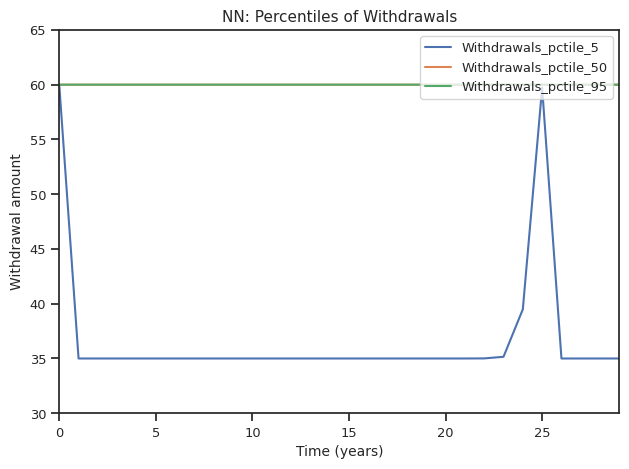 NN: Percentiles of Withdrawals
65
60
55
50
45
40
35
30
Withdrawal amount
Withdrawals_pctile_5
Withdrawals_pctile_50
Withdrawals_pctile_95
0 5 10 15 20 25
Time (years)